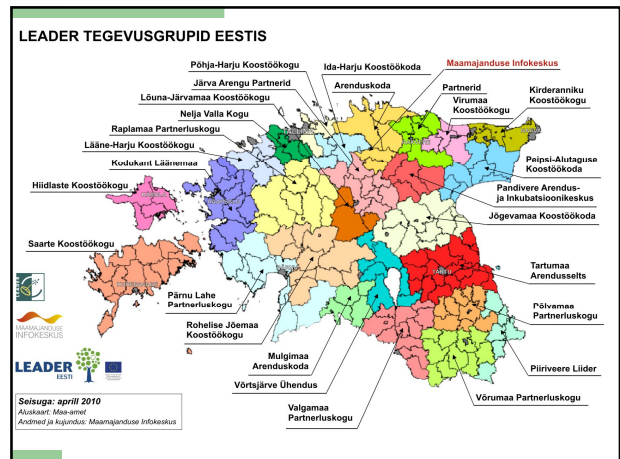 LEADER TEGEVUSGRUPID EESTIS
Põhja-Harju Koostöökogu
Ida-Harju Koostöökoda
Maamajanduse Infokeskus
Järva Arengu Partnerid
Arenduskoda
Partnerid
Kirderanniku
Koostöökogu
Lõuna-Järvamaa Koostöökogu
Virumaa
Koostöökogu
Nelja Valla Kogu
Raplamaa Partnerluskogu
Lääne-Harju Koostöökogu
Kodukant Läänemaa
Peipsi-Alutaguse
Koostöökoda
Hiidlaste Koostöökogu
Pandivere Arendus-
ja Inkubatsioonikeskus
Jõgevamaa Koostöökoda
Saarte Koostöökogu
TARTU
Tartumaa
Arendusselts
Pärnu Lahe
Partnerluskogu
Põlvamaa
Partnerluskogu
Rohelise Jõemaa
Koostöökogu
MAAMAJANDUSE
INFOKESKUS
Mulgimaa
Arenduskoda
Piiriveere Liider
LEADER
EESTI
Võrtsjärve Ühendus
Võrumaa Partnerluskogu
Valgamaa
Partnerluskogu
Seisuga: aprill 2010
Aluskaart: Maa-amet
Andmed ja kujundus: Maamajanduse Infokeskus